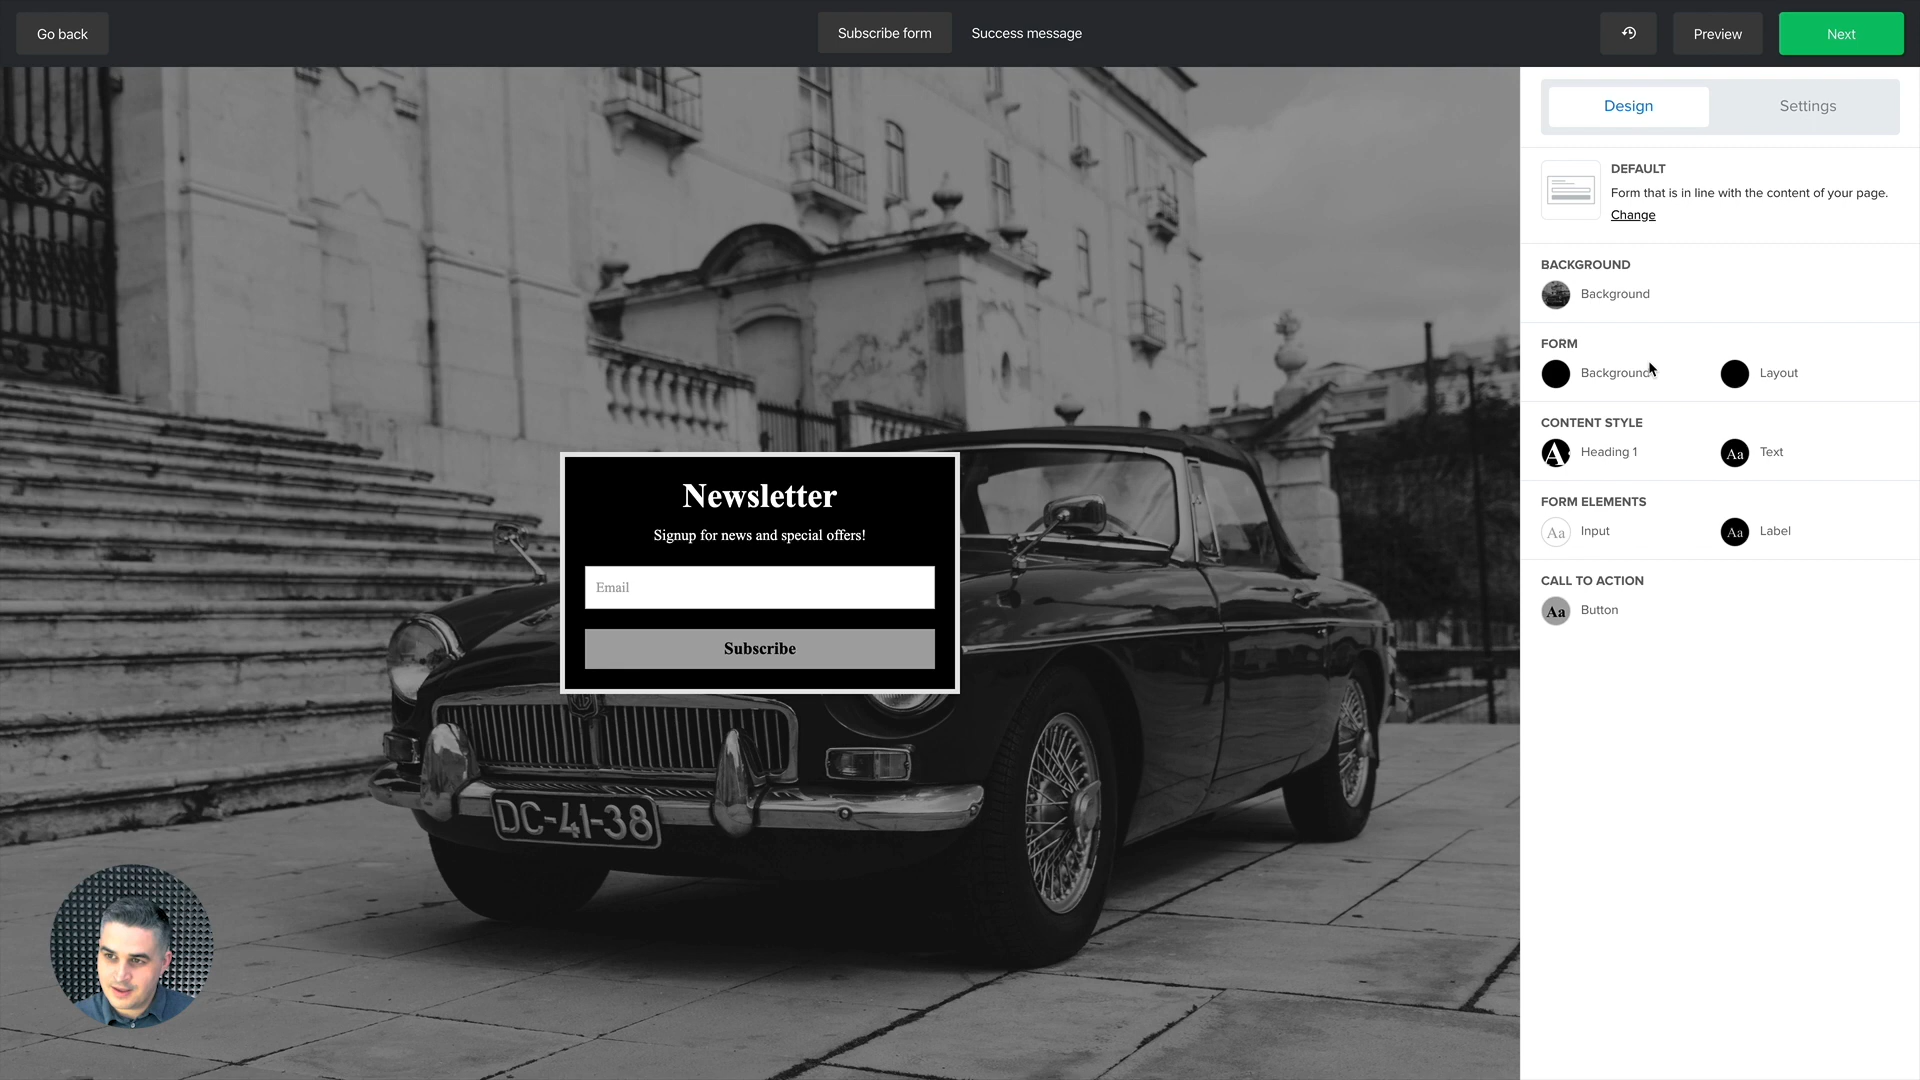 Go back
Subscribe form
Success message
Preview
Next
Design
Settings
DEFAULT
Form that is in line with the content of your page.
Change
BACKGROUND
Background
FORM
Background
Layout
CONTENT STYLE
A
Heading 1
Aa
Text
FORM ELEMENTS
Aa
Input
Aa
Label
CALL TO ACTION
Aa
Button
Newsletter
Signup for news and special offers!
Email
Subscribe
MG
DC-41-38